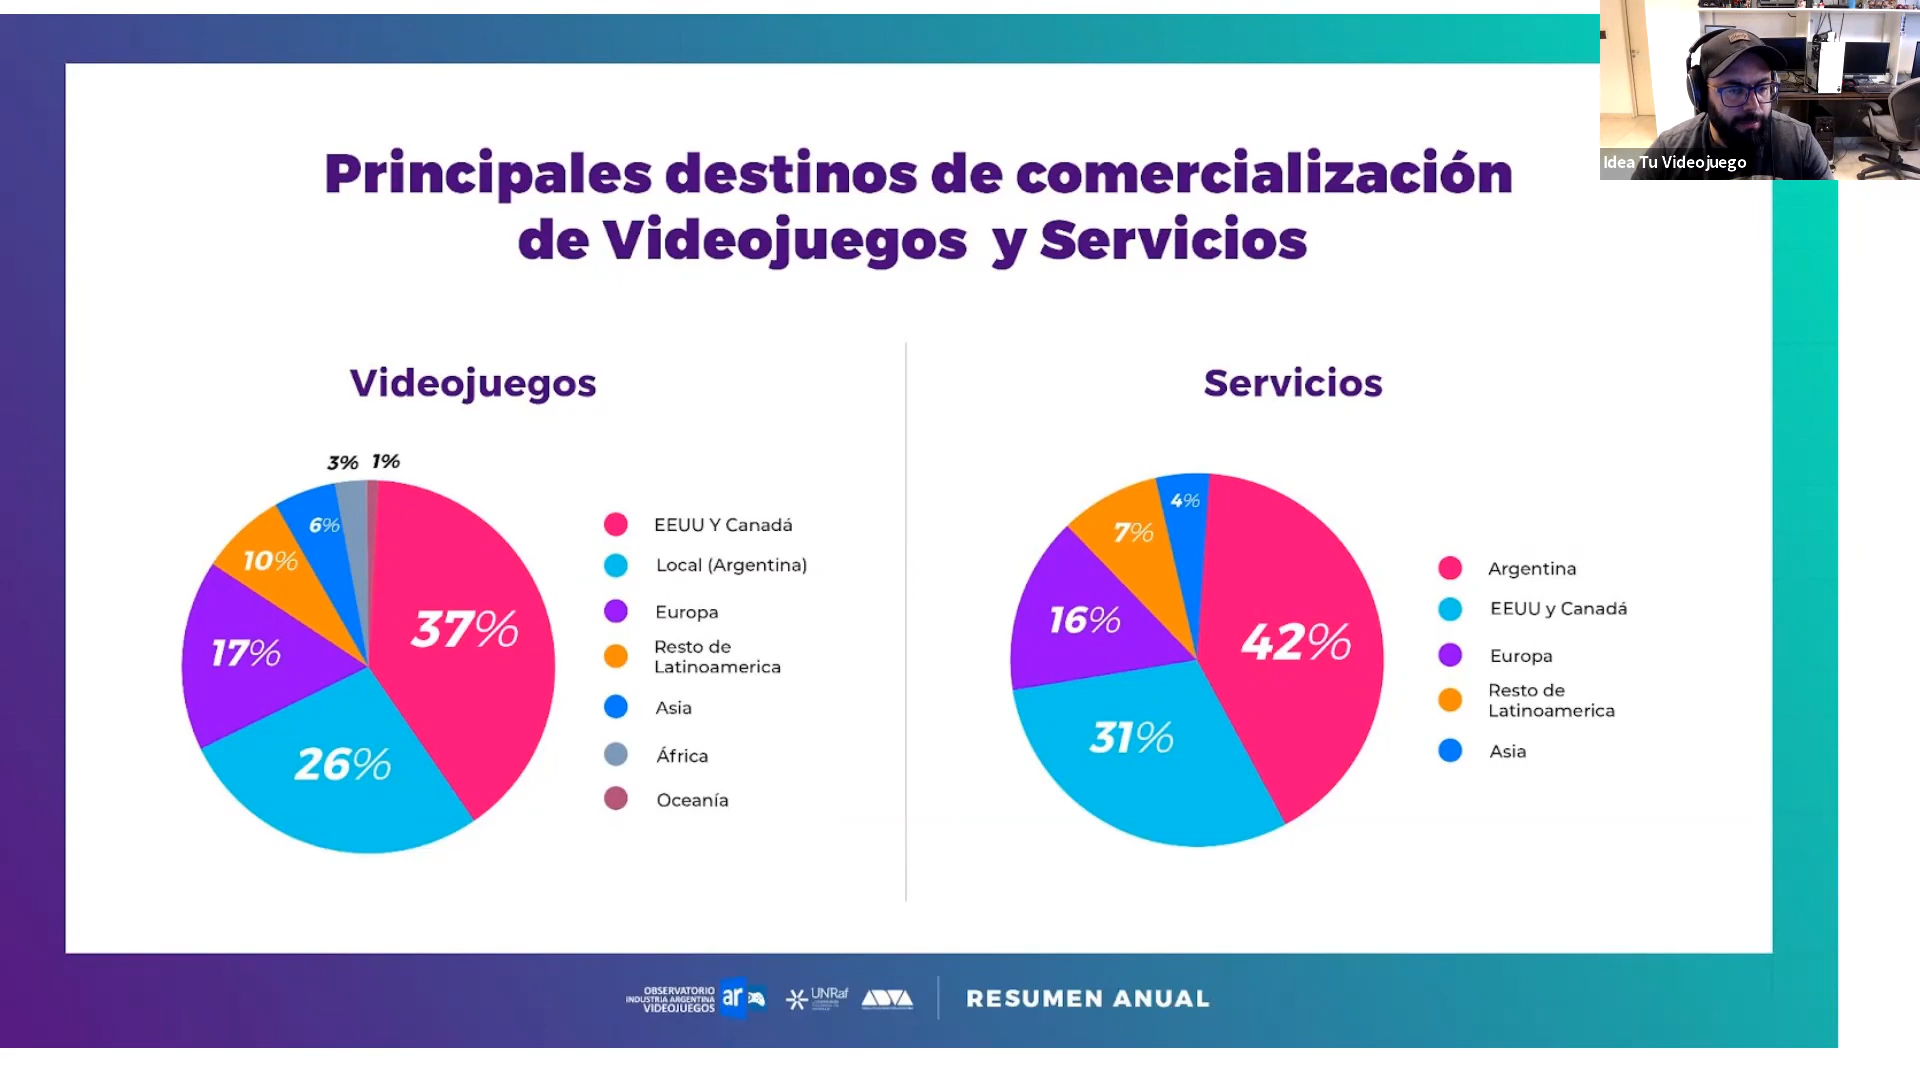 Idea Tu Videojuego
Principales destinos de comercialización
de Videojuegos y Servicios
Videojuegos
3% 1%
6%
10%
37%
17%
26%
EEUU Y Canadá
Local (Argentina)
Europa
Resto de
Latinoamerica
Asia
África
Oceanía
Servicios
4%
7%
16%
42%
31%
Argentina
EEUU y Canadá
Europa
Resto de
Latinoamerica
Asia
OBSERVATORIO
INDUSTRIA ARGENTINA
VIDEOJUEGOS
ar
UNRaf
ADVA
RESUMEN ANUAL